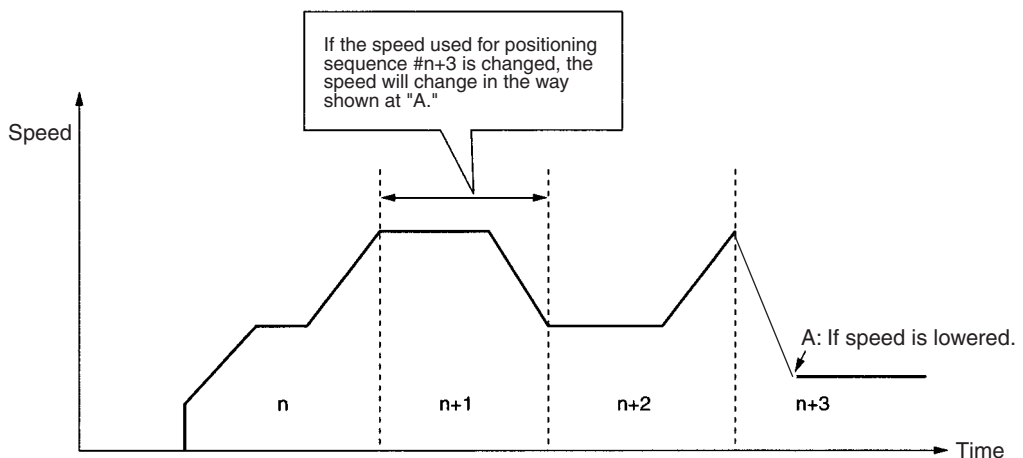 If the speed used for positioning
sequence #n+3 is changed, the
speed will change in the way
shown at "A."
Speed
A: If speed is lowered.
n
n+1
n+2
n+3
Time